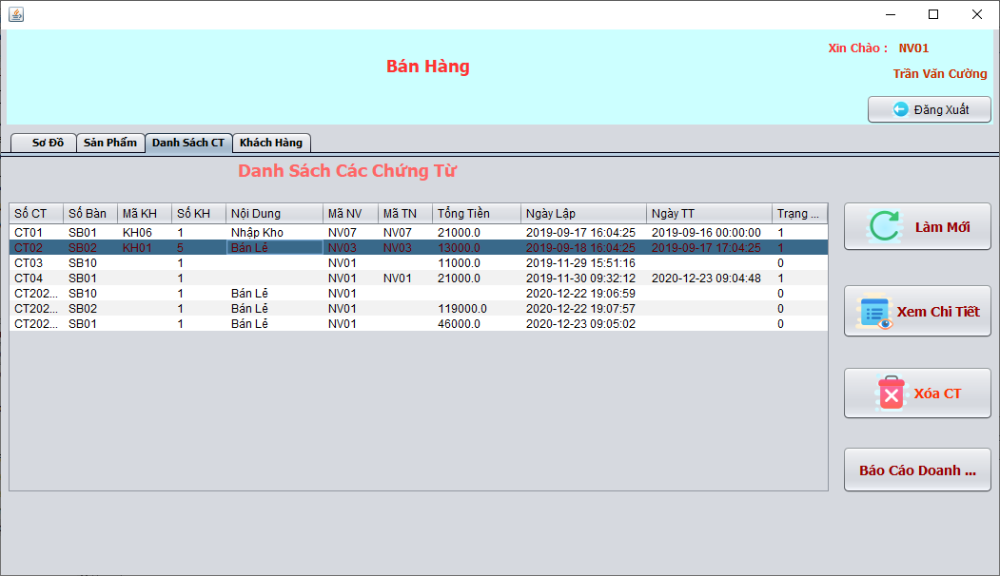 Bán Hàng
Xin Chào : NV01
Trần Văn Cường
Đăng Xuất
Sơ Đồ Sản Phẩm Danh Sách CT Khách Hàng
Danh Sách Các Chứng Từ
Số CT Số Bàn Mã KH Số KH Nội Dung Mã NV Mã TN Tổng Tiền Ngày Lập Ngày TT Trạng ...
CT01 SB01 KH06 1 Nhập Kho NV07 NV07 21000.0 2019-09-17 16:04:25 2019-09-16 00:00:00 1
CT02 SB02 KH01 5 Bán Lẻ NV03 NV03 13000.0 2019-09-18 16:04:25 2019-09-17 17:04:25 1
CT03 SB10 1 NV01 11000.0 2019-11-29 15:51:16 0
CT04 SB01 1 NV01 NV01 21000.0 2019-11-30 09:32:12 2020-12-23 09:04:48 1
CT202... SB10 1 Bán Lẻ NV01 2020-12-22 19:06:59 0
CT202... SB02 1 Bán Lẻ NV01 119000.0 2020-12-22 19:07:57 0
CT202... SB01 1 Bán Lẻ NV01 46000.0 2020-12-23 09:05:02 0
Làm Mới
Xem Chi Tiết
Xóa CT
Báo Cáo Doanh ...